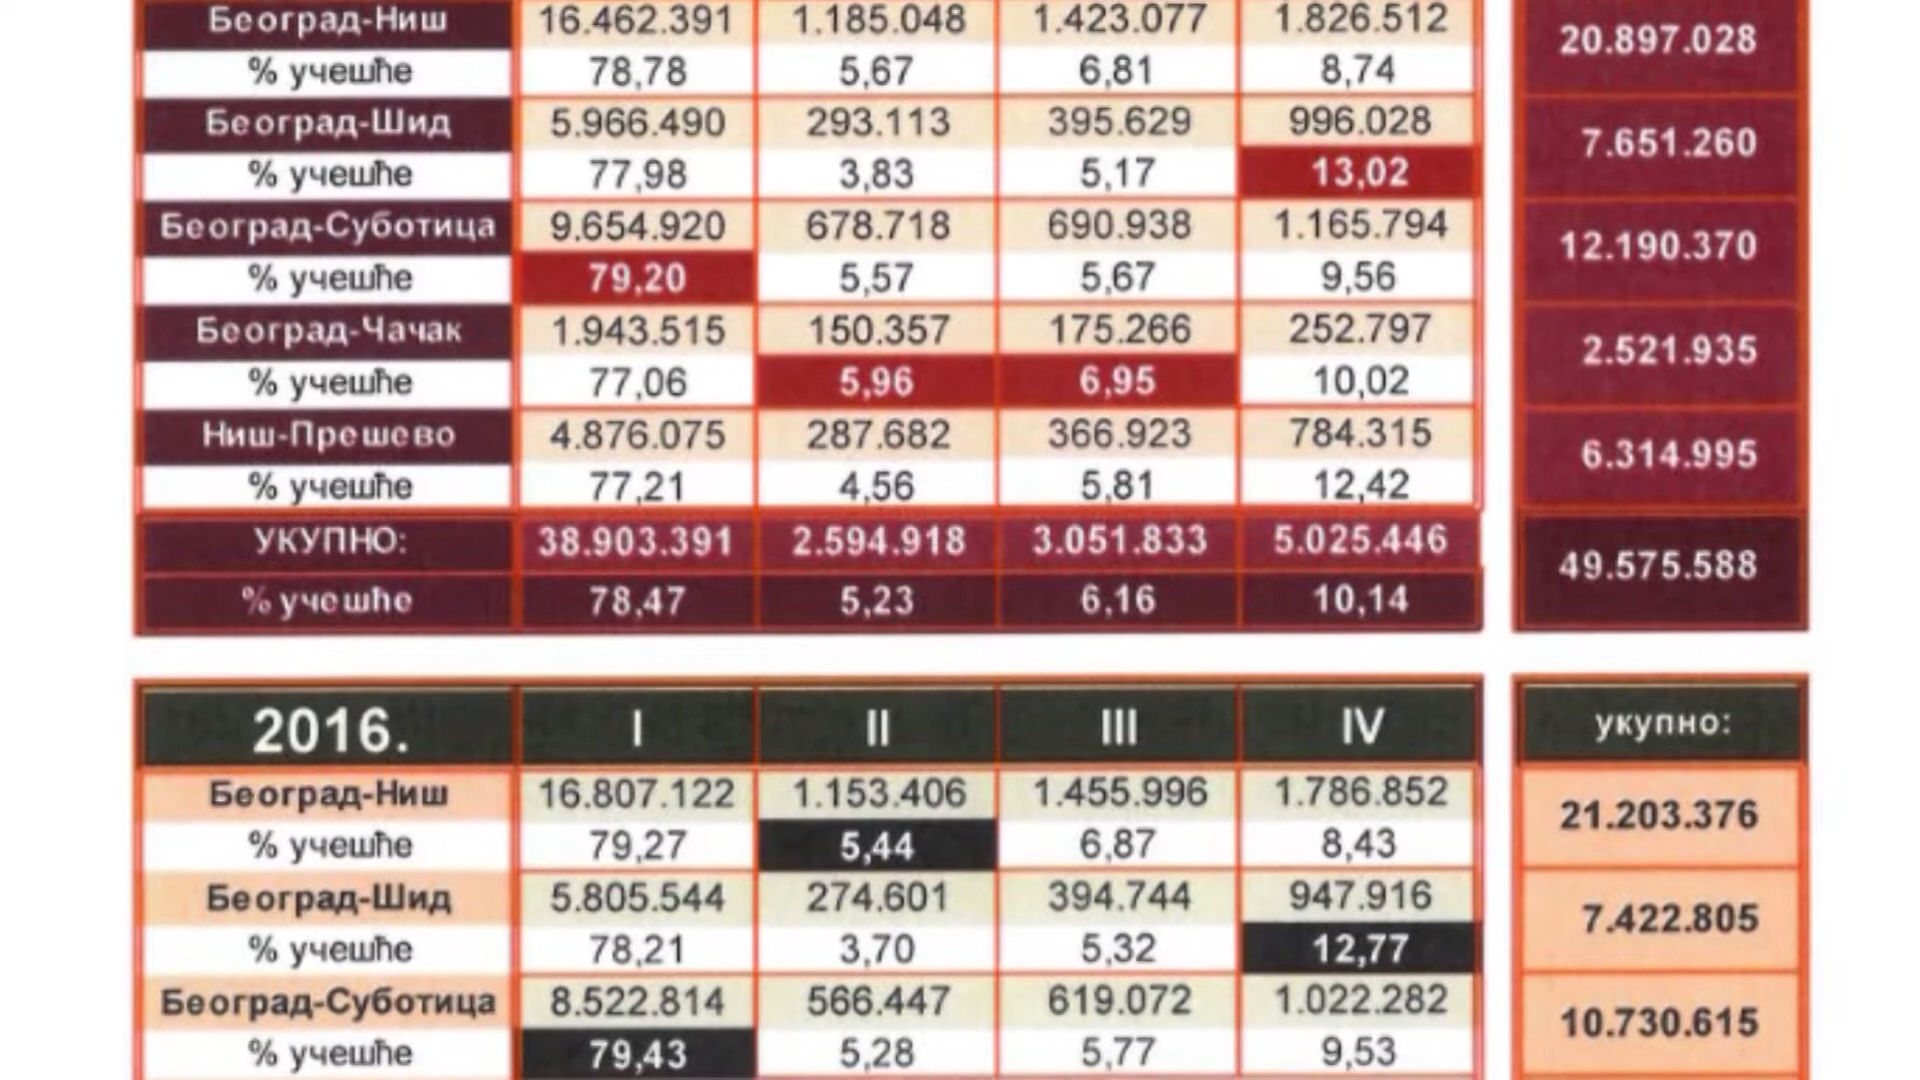 Београд-Ниш 16.462.391 1.185.048 1.423.077 1.826.512 20.897.028
% учешће 78,78 5,67 6,81 8,74
Београд-Шид 5.966.490 293.113 395.629 996.028 7.651.260
% учешће 77,98 3,83 5,17 13,02
Београд-Суботица 9.654.920 678.718 690.938 1.165.794 12.190.370
% учешће 79,20 5,57 5,67 9,56
Београд-Чачак 1.943.515 150.357 175.266 252.797 2.521.935
% учешће 77,06 5,96 6,95 10,02
Ниш-Прешево 4.876.075 287.682 366.923 784.315 6.314.995
% учешће 77,21 4,56 5,81 12,42
УКУПНО: 38.903.391 2.594.918 3.051.833 5.025.446 49.575.588
% учешће 78,47 5,23 6,16 10,14
2016. I II III IV укупно:
Београд-Ниш 16.807.122 1.153.406 1.455.996 1.786.852 21.203.376
% учешће 79,27 5,44 6,87 8,43
Београд-Шид 5.805.544 274.601 394.744 947.916 7.422.805
% учешће 78,21 3,70 5,32 12,77
Београд-Суботица 8.522.814 566.447 619.072 1.022.282 10.730.615
% учешће 79,43 5,28 5,77 9,53